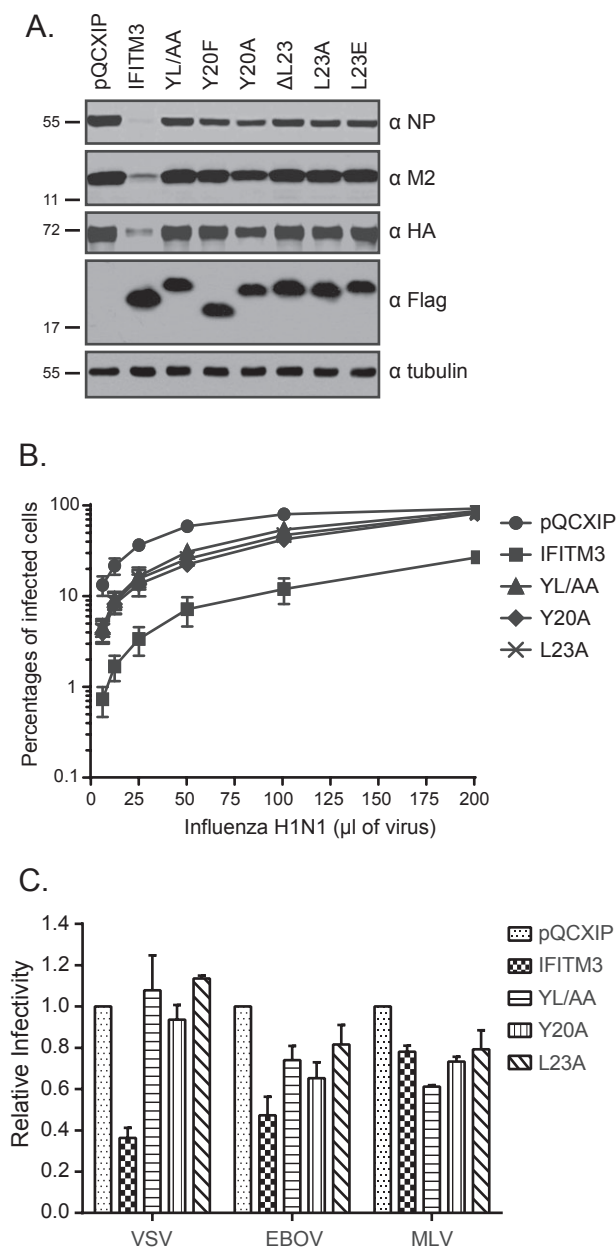 A.
pQCXIP IFITM3 YL/AA Y20F Y20A ΔL23 L23A L23E
55 α NP
α M2
11
72 α HA
α Flag
17
55 α tubulin
B.
Percentages of infected cells
100
10
1
0.1
0 25 50 75 100 125 150 175 200
Influenza H1N1 (µl of virus)
pQCXIP
IFITM3
YL/AA
Y20A
L23A
C.
Relative Infectivity
1.4
1.2
1.0
0.8
0.6
0.4
0.2
0
VSV EBOV MLV
pQCXIP
IFITM3
YL/AA
Y20A
L23A